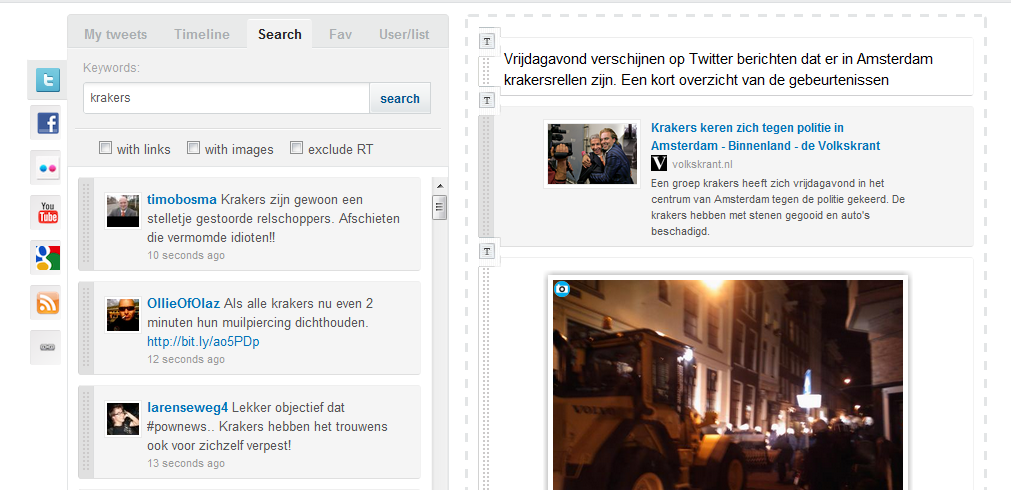 My tweets Timeline Search Fav User/list
Keywords:
krakers search
with links with images exclude RT
You
Tube
timobosma Krakers zijn gewoon een
stelletje gestoorde relschoppers. Afschieten
die vermomde idioten!!
10 seconds ago
OllieOfOlaz Als alle krakers nu even 2
minuten hun muilpiercing dichthouden.
http://bit.ly/ao5PDp
12 seconds ago
larenseweg4 Lekker objectief dat
#pownews.. Krakers hebben het trouwens
ook voor zichzelf verpest!
13 seconds ago
T
Vrijdagavond verschijnen op Twitter berichten dat er in Amsterdam
krakersrellen zijn. Een kort overzicht van de gebeurtenissen
T
Krakers keren zich tegen politie in
Amsterdam - Binnenland - de Volkskrant
V volkskrant.nl
Een groep krakers heeft zich vrijdagavond in het
centrum van Amsterdam tegen de politie gekeerd. De
krakers hebben met stenen gegooid en auto's
beschadigd.
T
VOLVO